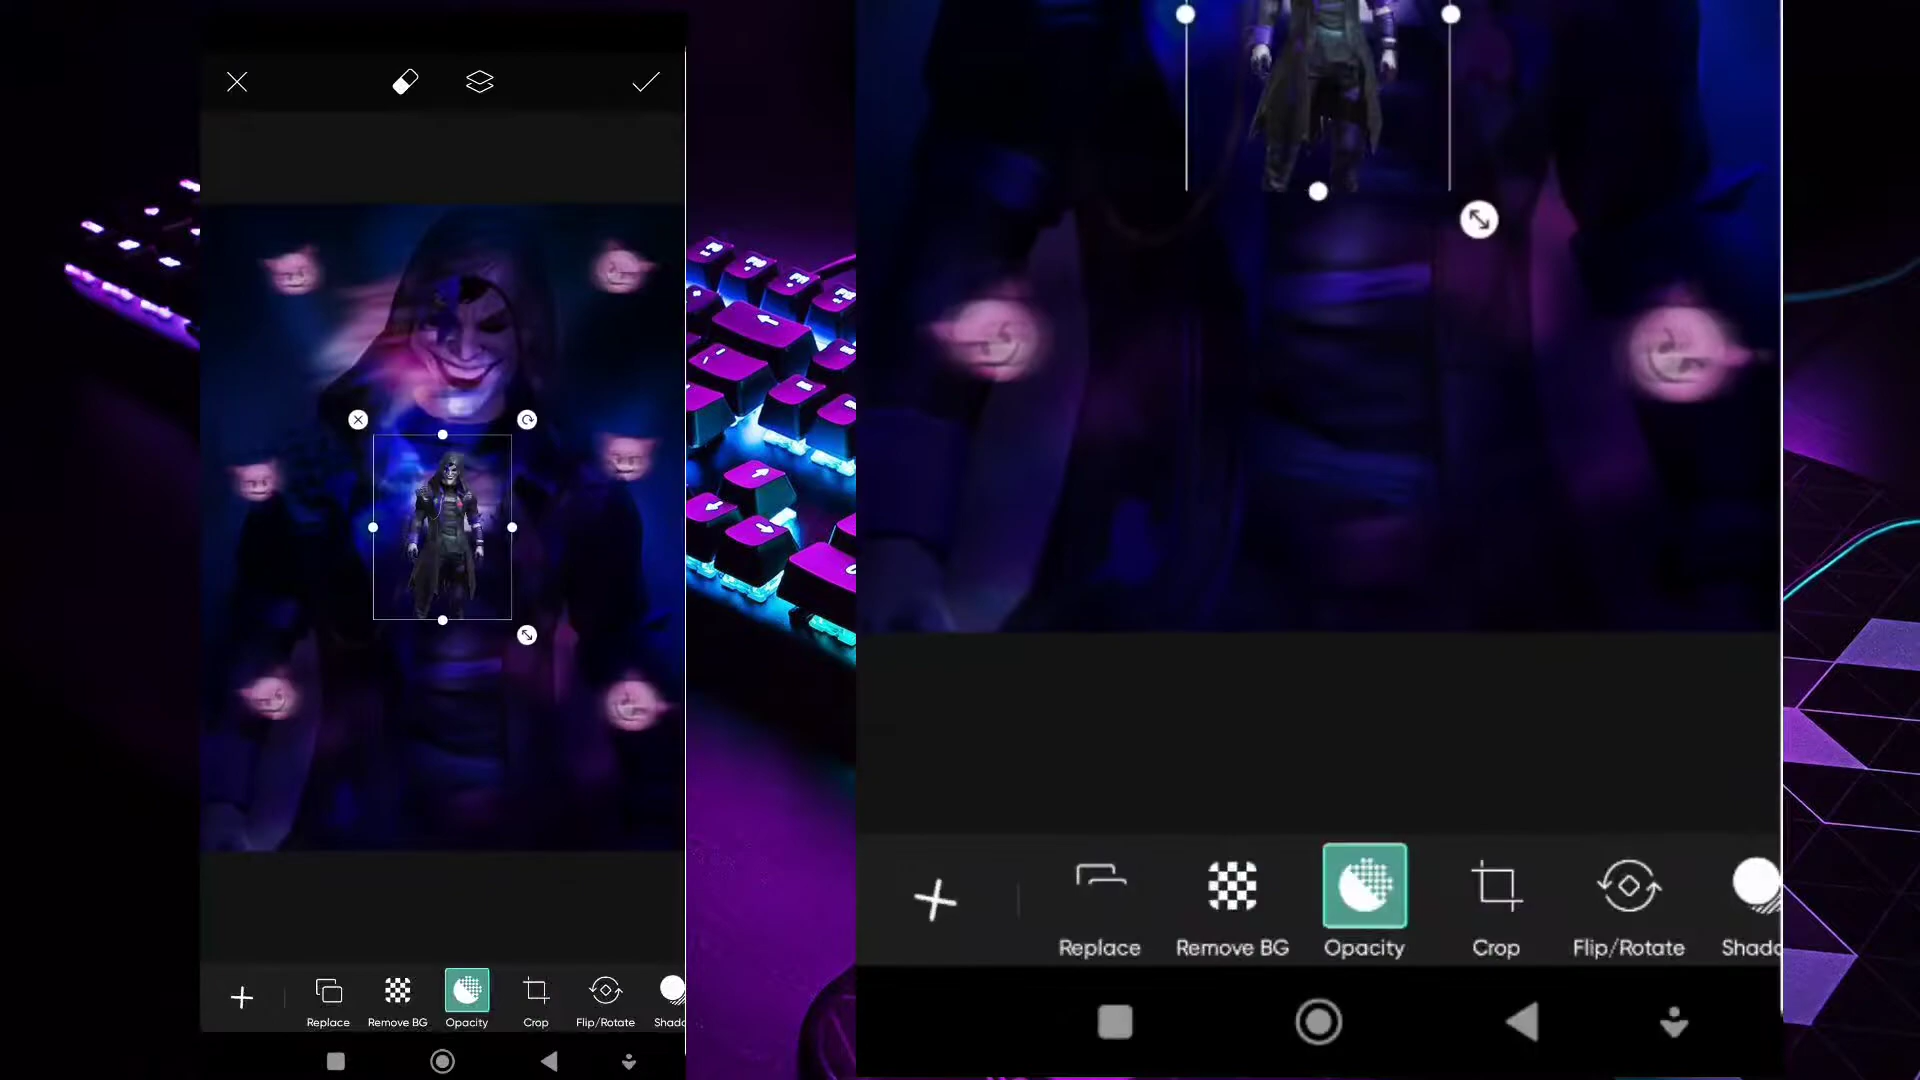 Replace
Remove BG
Opacity
Crop
Flip/Rotate
Shado
Replace
Remove BG
Opacity
Crop
Flip/Rotate
Shado